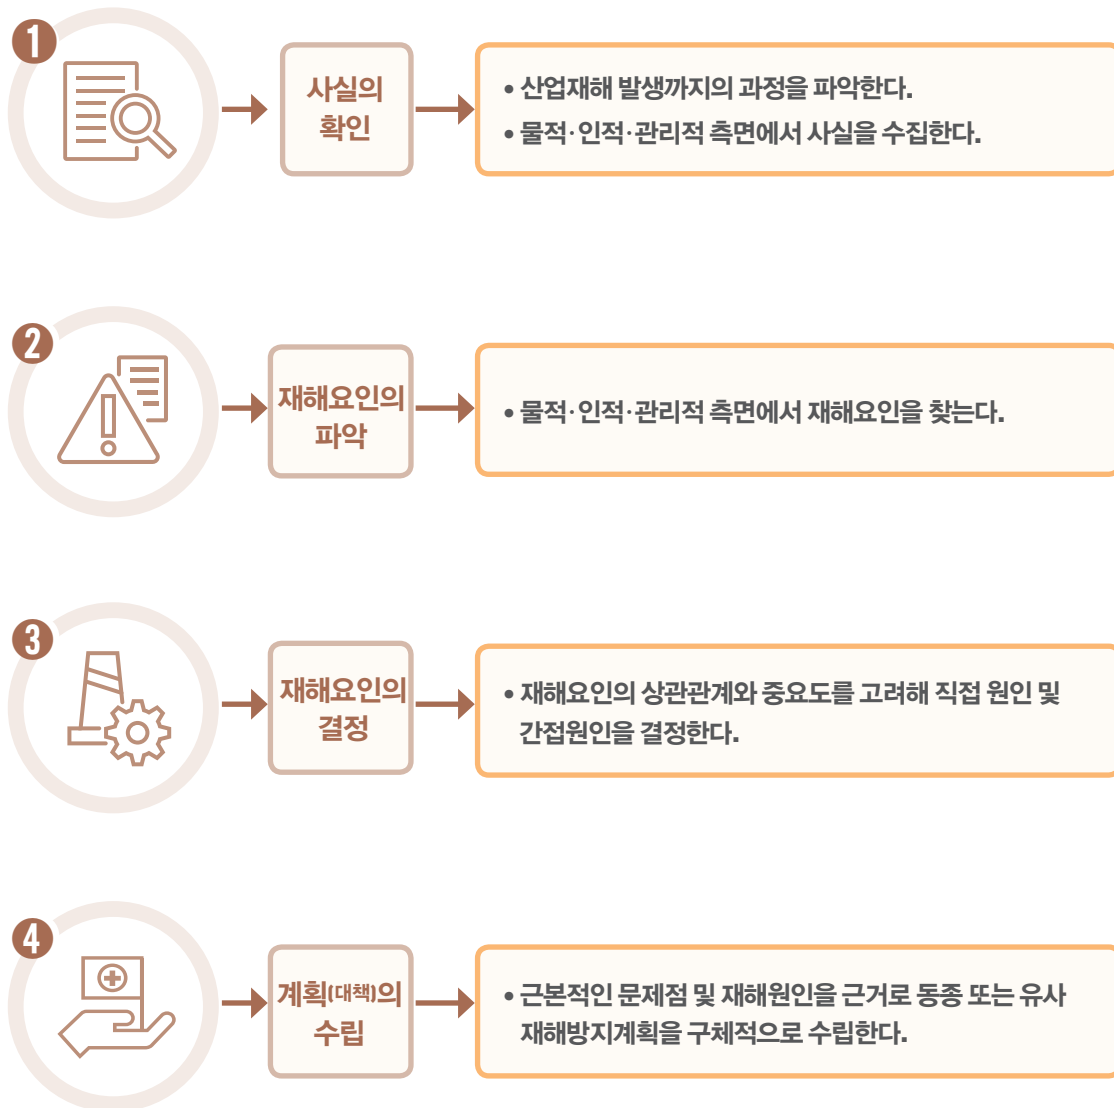 1
사실의
확인
• 산업재해 발생까지의 과정을 파악한다.
• 물적·인적·관리적 측면에서 사실을 수집한다.
2
재해요인의
파악
• 물적·인적·관리적 측면에서 재해요인을 찾는다.
3
재해요인의
결정
• 재해요인의 상관관계와 중요도를 고려해 직접 원인 및
간접원인을 결정한다.
4
계획(대책)의
수립
• 근본적인 문제점 및 재해원인을 근거로 동종 또는 유사
재해방지계획을 구체적으로 수립한다.